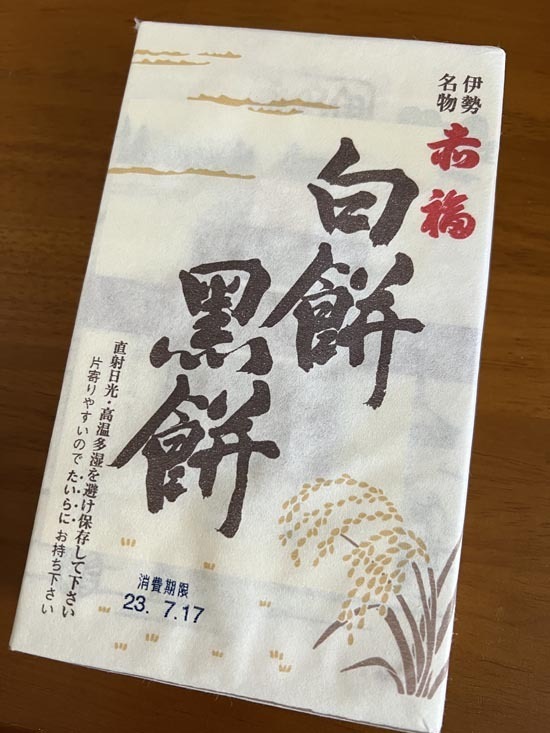 伊勢
名物
赤福
白餅
黑餅
直射日光・高温多湿を避け保存して下さい
片寄りやすいのでたいらにお持ち下さい
消費期限
23. 7.17